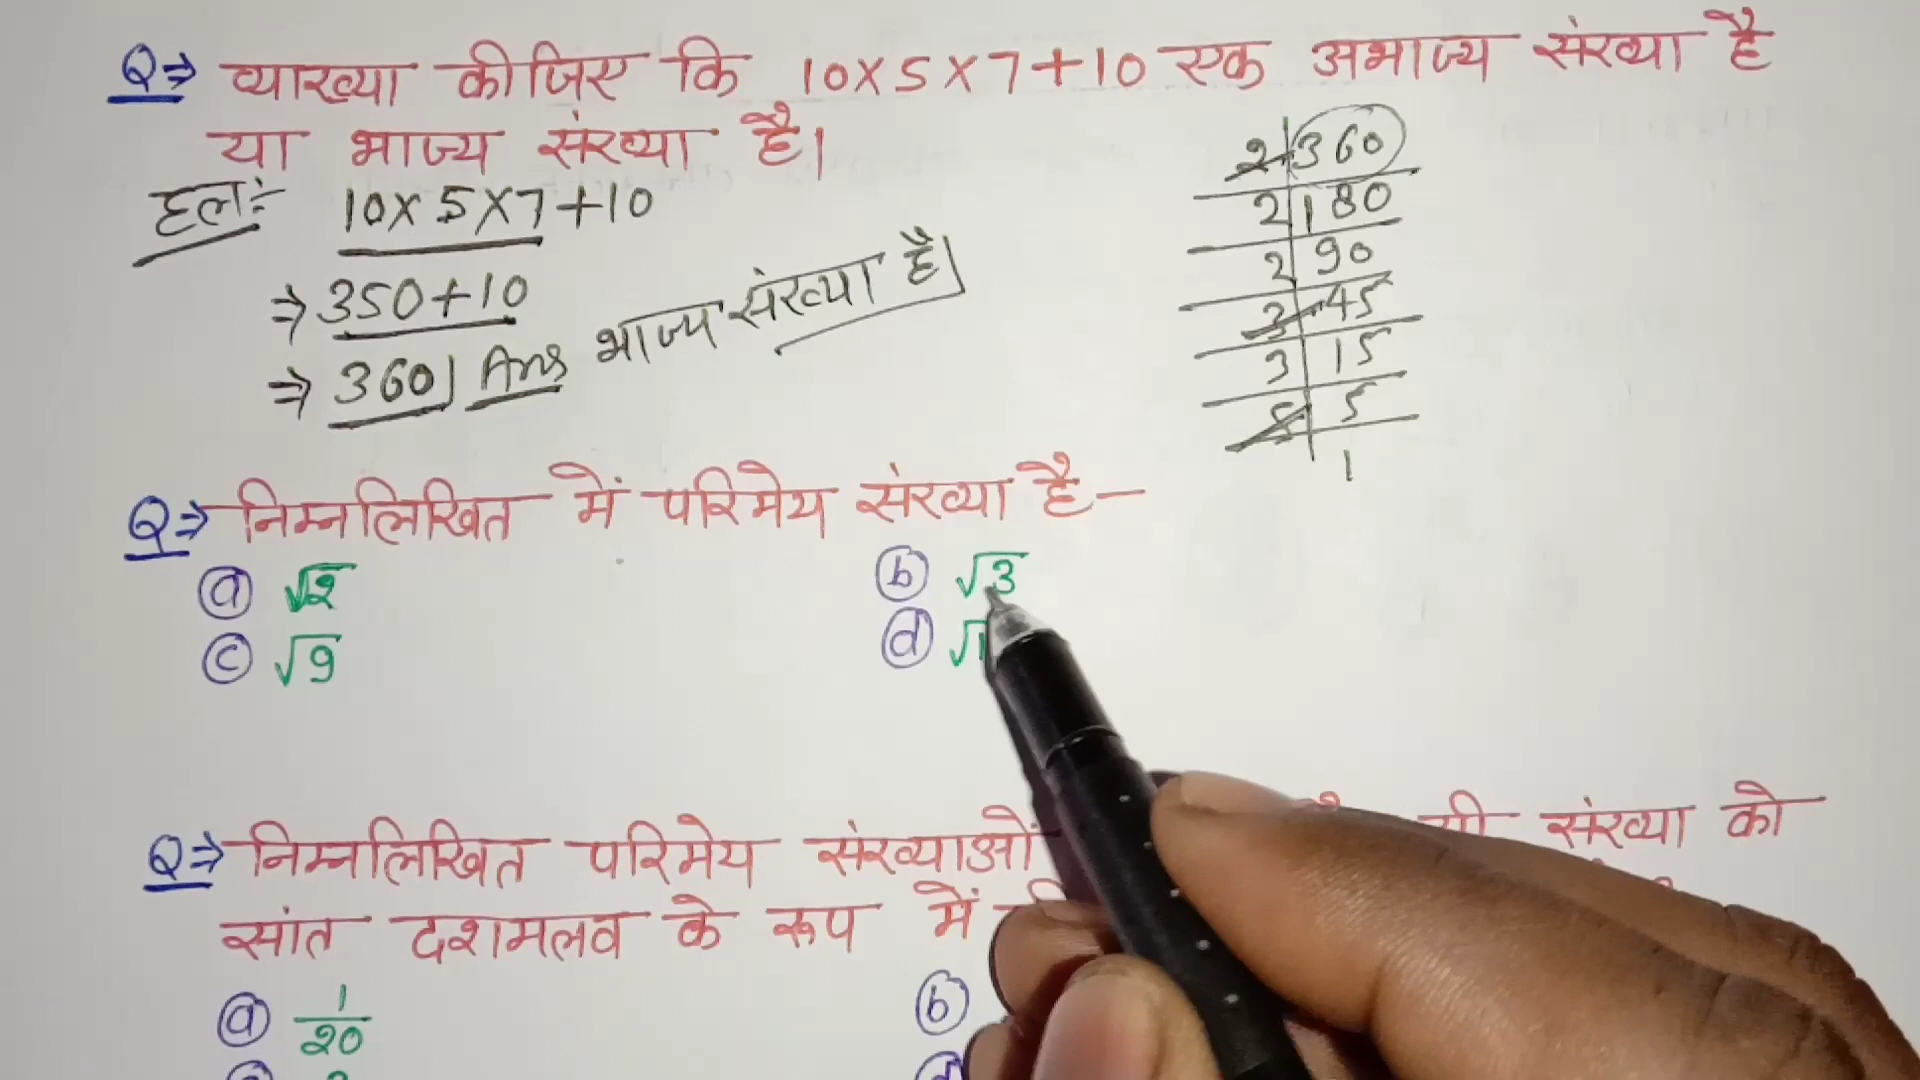 Q⇒ व्याख्या कीजिए कि 10×5×7+10 एक अभाज्य संख्या है
या भाज्य संख्या है।
हलः- 10×5×7+10
⇒ 350+10
⇒ 360 Ans भाज्य संख्या है।
2 360
2 180
2 90
3 45
3 15
5 5
1
Q⇒ निम्नलिखित में परिमेय संख्या है—
(a) √2 (b) √3
(c) √9 (d)
Q⇒ निम्नलिखित परिमेय संख्याओं संख्या को
सांत दशमलव के रूप में
(a) 1/20 (b)